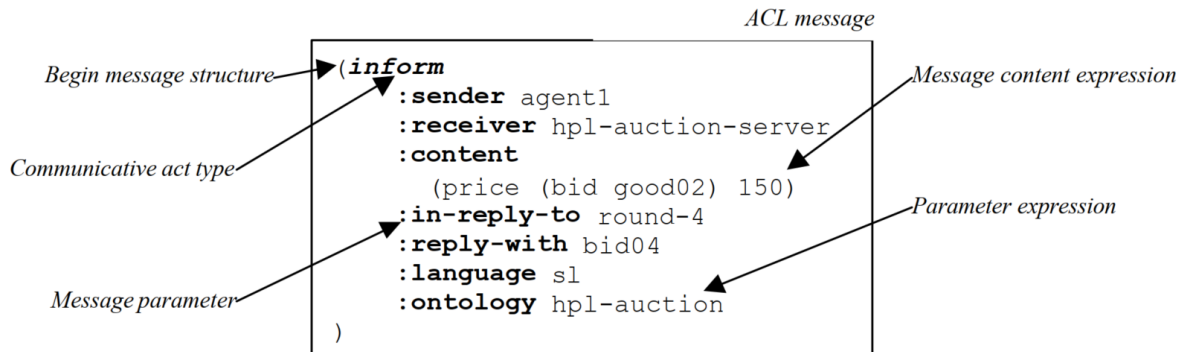 ACL message
Begin message structure
Communicative act type
Message parameter
(inform
:sender agent1
:receiver hpl-auction-server
:content
(price (bid good02) 150)
:in-reply-to round-4
:reply-with bid04
:language sl
:ontology hpl-auction
)
Message content expression
Parameter expression